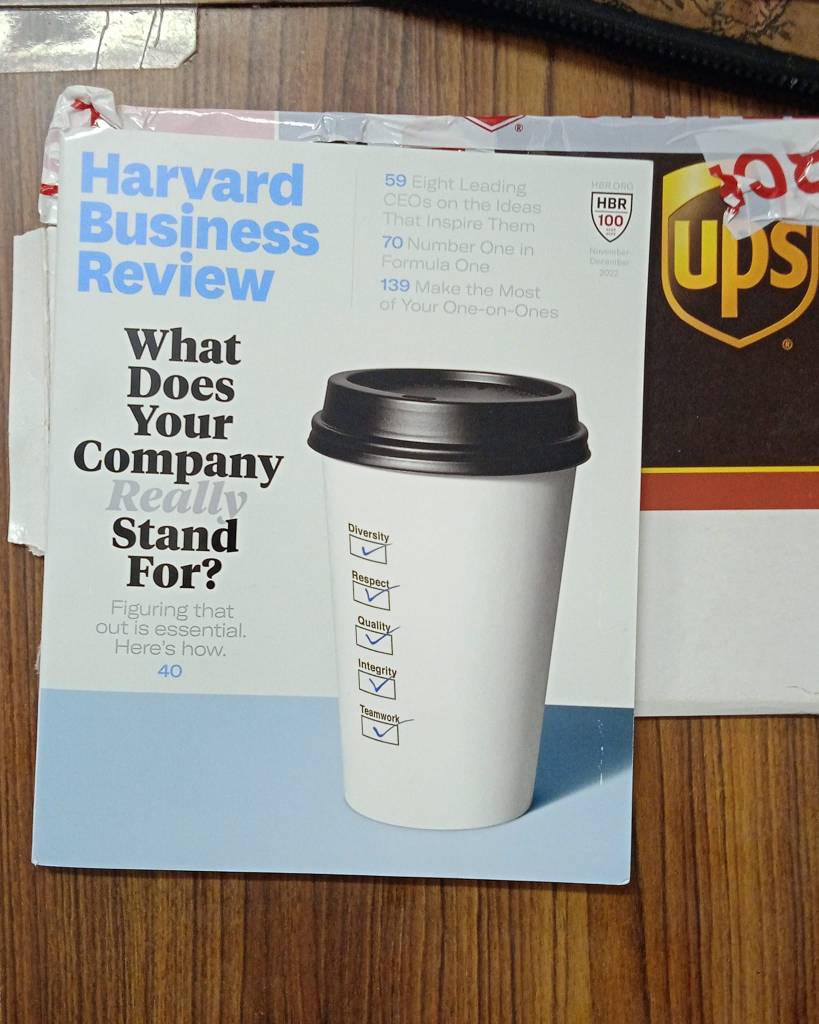 Harvard
Business
Review
59 Eight Leading
CEOs on the Ideas
That Inspire Them
70 Number One in
Formula One
139 Make the Most
of Your One-on-Ones
HBR.ORG
HBR
100
November–
December
2022
What
Does
Your
Company
Really
Stand
For?
Figuring that
out is essential.
Here's how.
40
Diversity
Respect
Quality
Integrity
Teamwork
ups
®
®